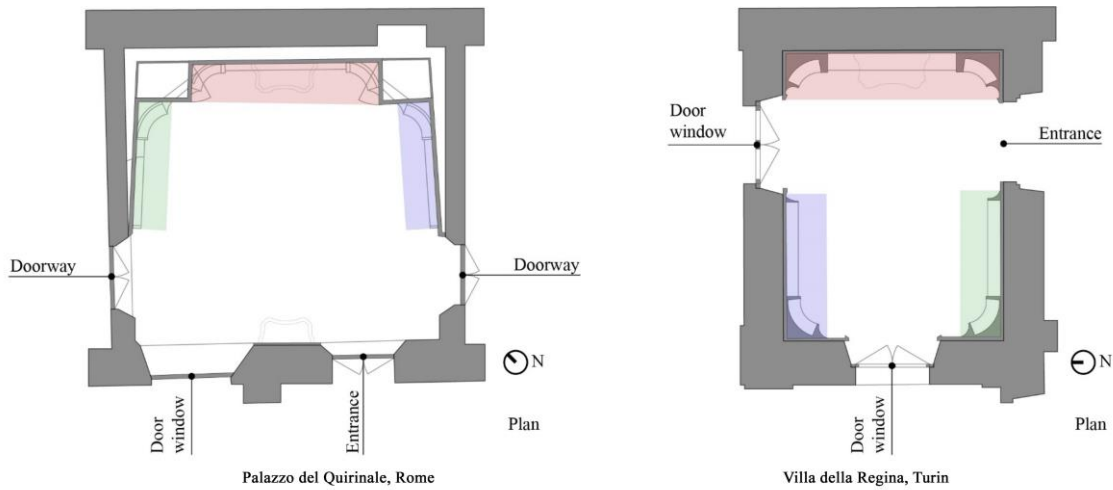 Doorway
Doorway
Door
window
Entrance
N
Plan
Palazzo del Quirinale, Rome
Door
window
Entrance
Door
window
N
Plan
Villa della Regina, Turin